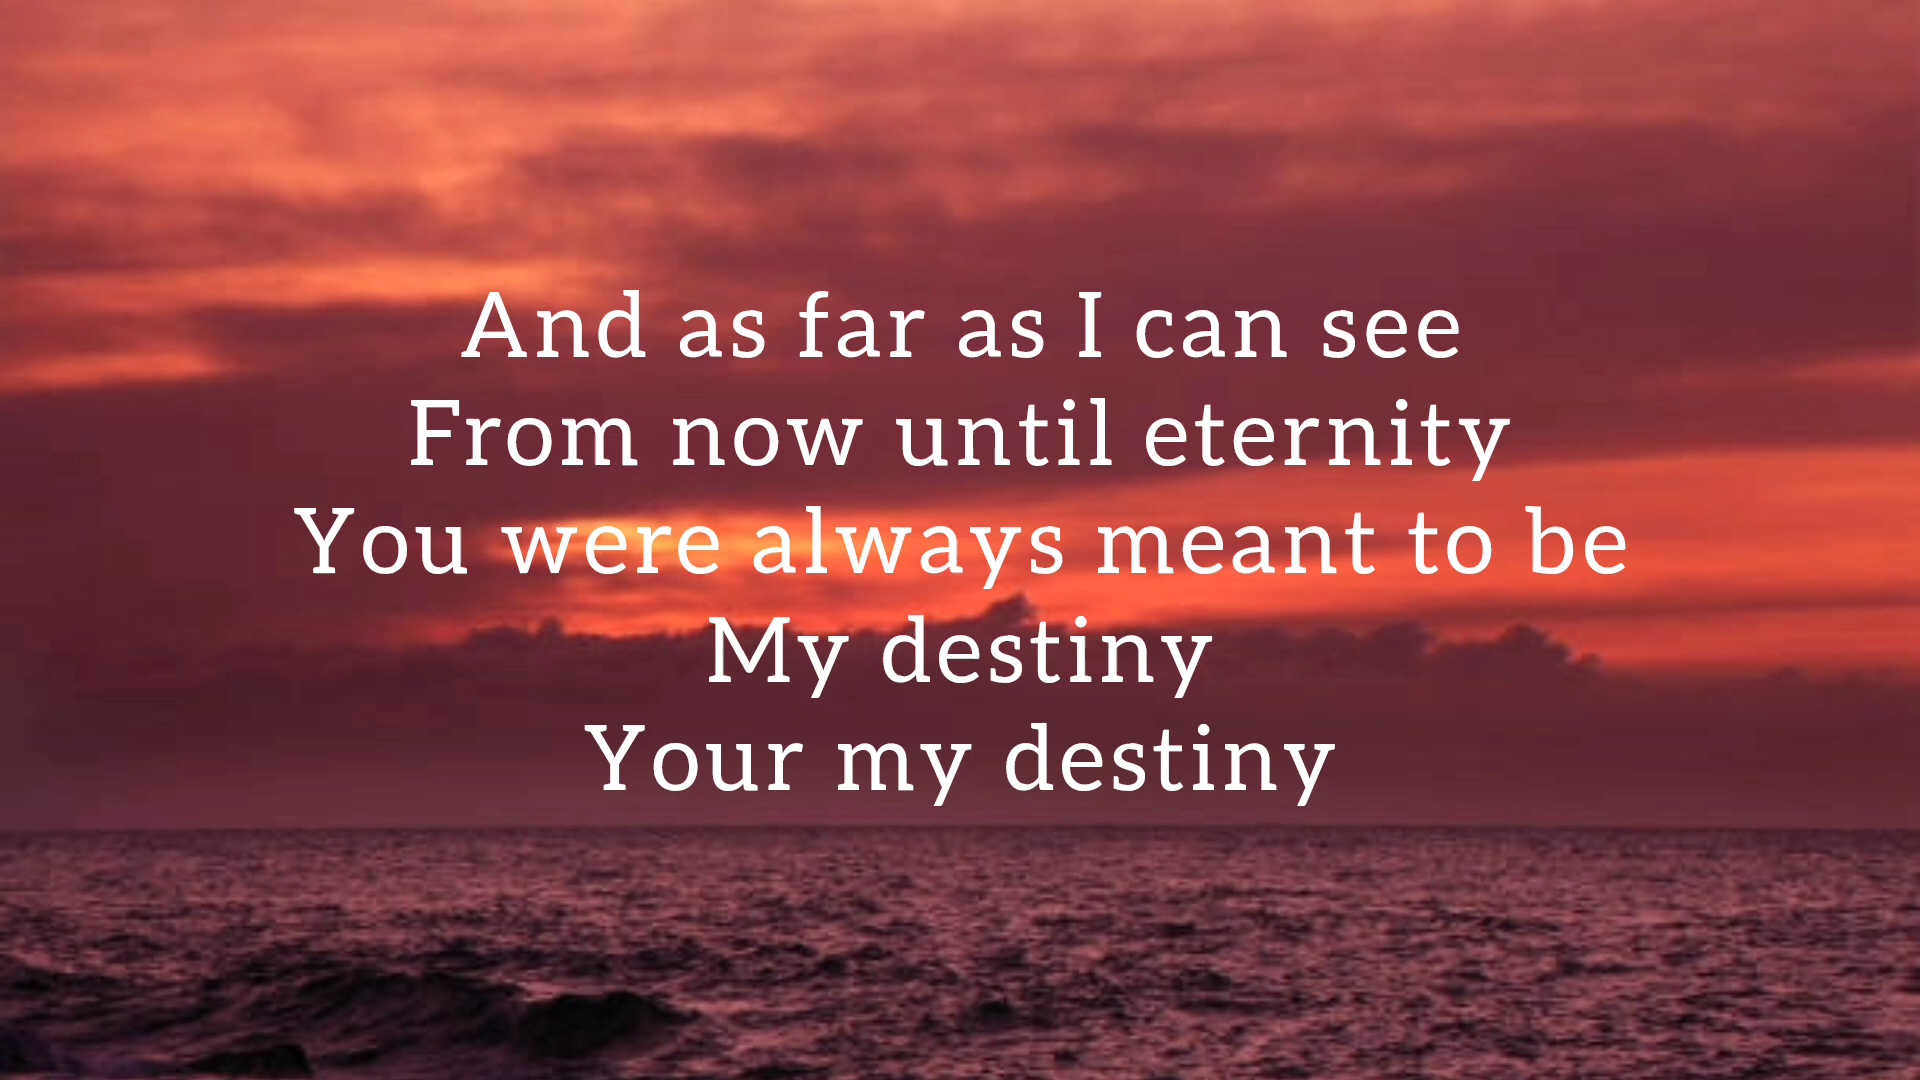 And as far as I can see
From now until eternity
You were always meant to be
My destiny
Your my destiny